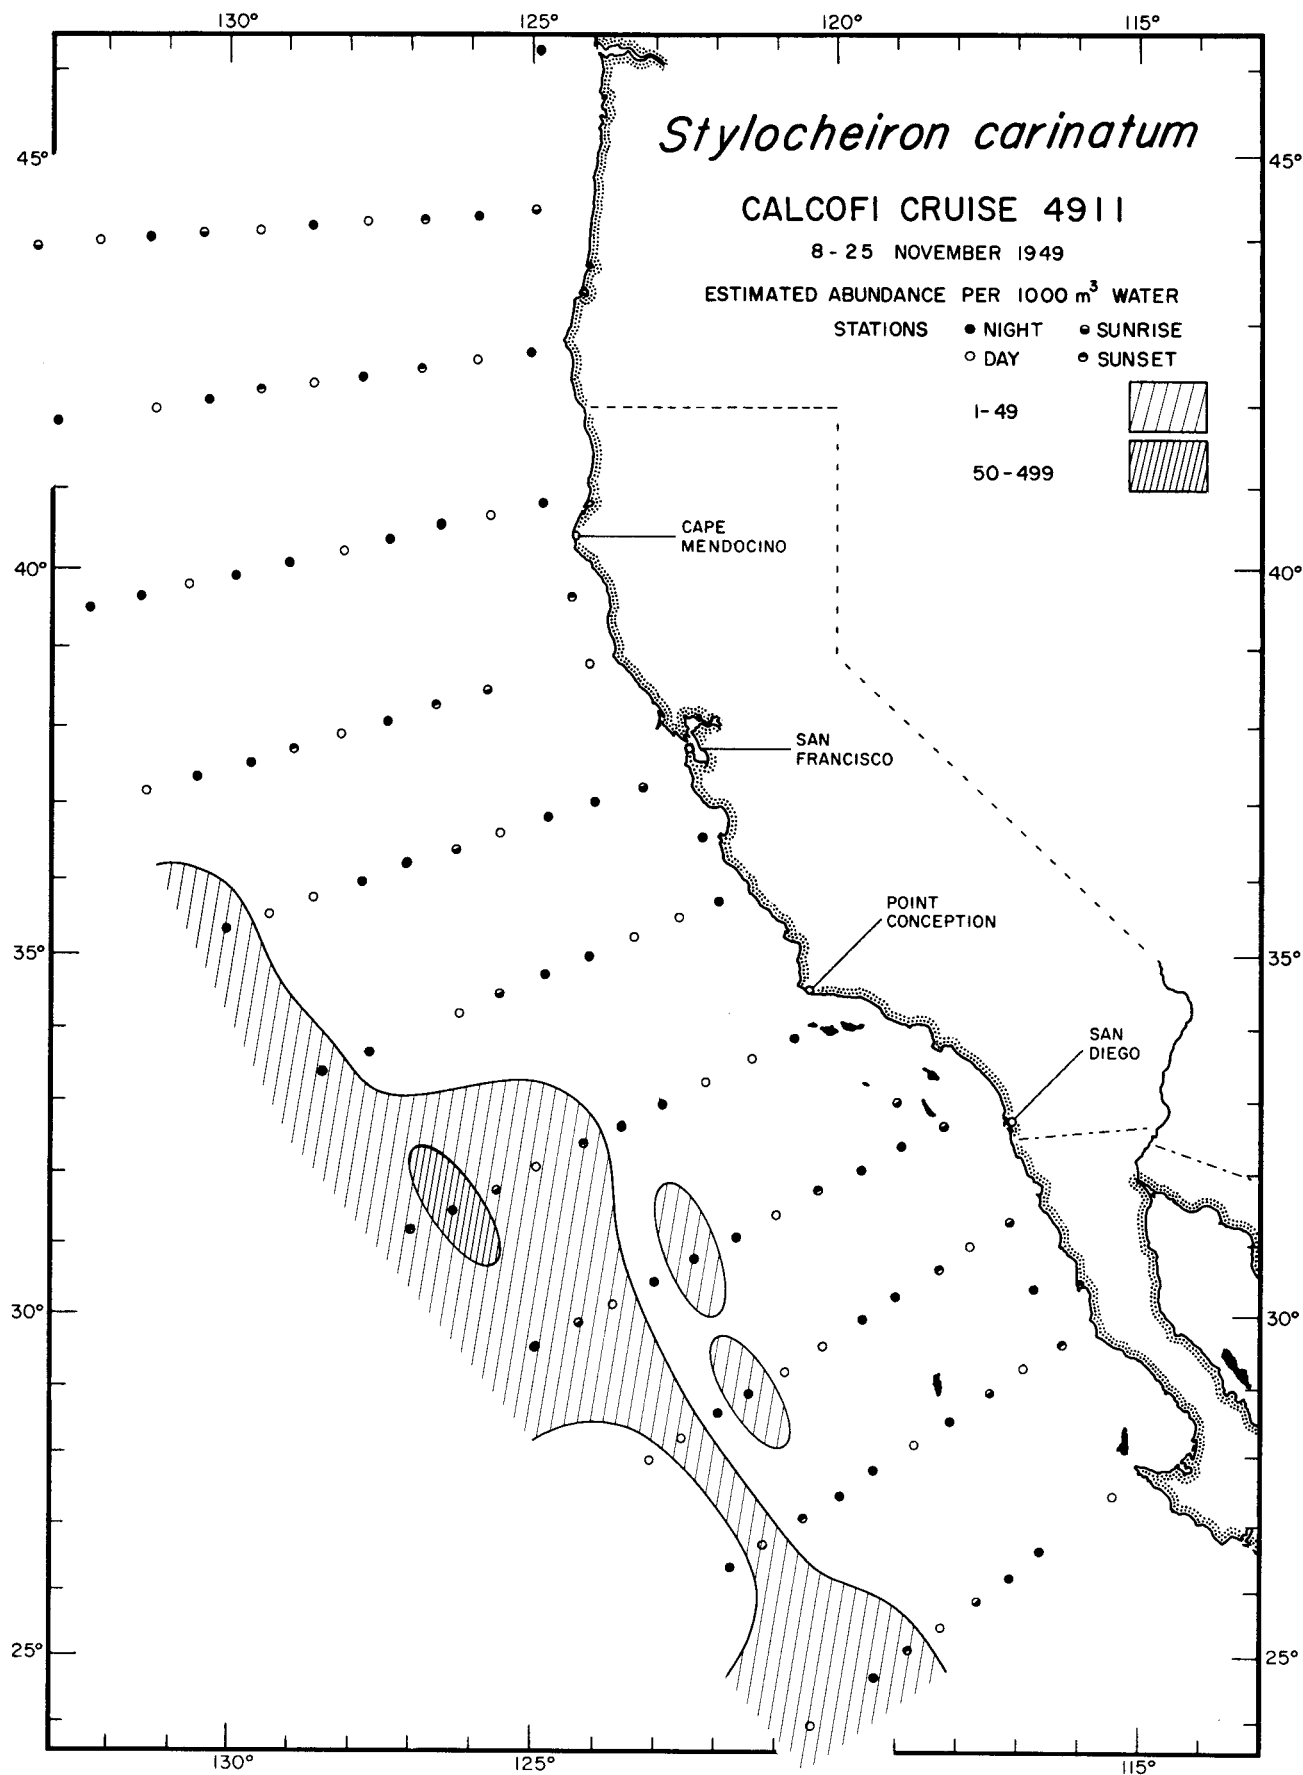 130° 125° 120° 115°
Stylocheiron carinatum
45° 45°
CALCOFI CRUISE 4911
8-25 NOVEMBER 1949
ESTIMATED ABUNDANCE PER 1000 m³ WATER
STATIONS NIGHT SUNRISE
DAY SUNSET
1-49
50-499
CAPE
MENDOCINO
40° 40°
SAN
FRANCISCO
POINT
CONCEPTION
35° 35°
SAN
DIEGO
30° 30°
25° 25°
130° 125° 115°